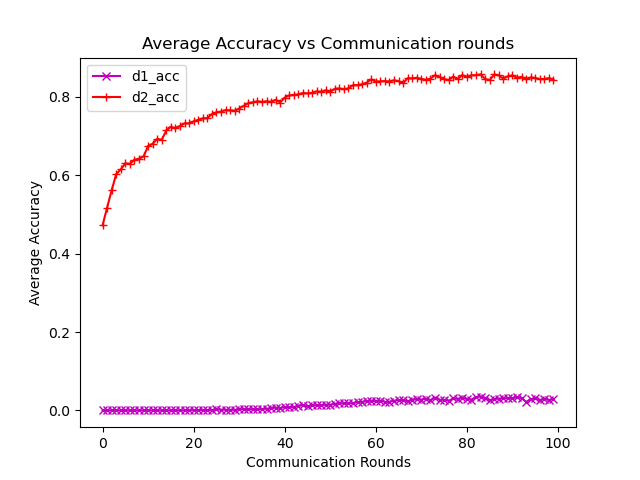 Average Accuracy vs Communication rounds
d1_acc
d2_acc
Average Accuracy
0.8
0.6
0.4
0.2
0.0
0 20 40 60 80 100
Communication Rounds